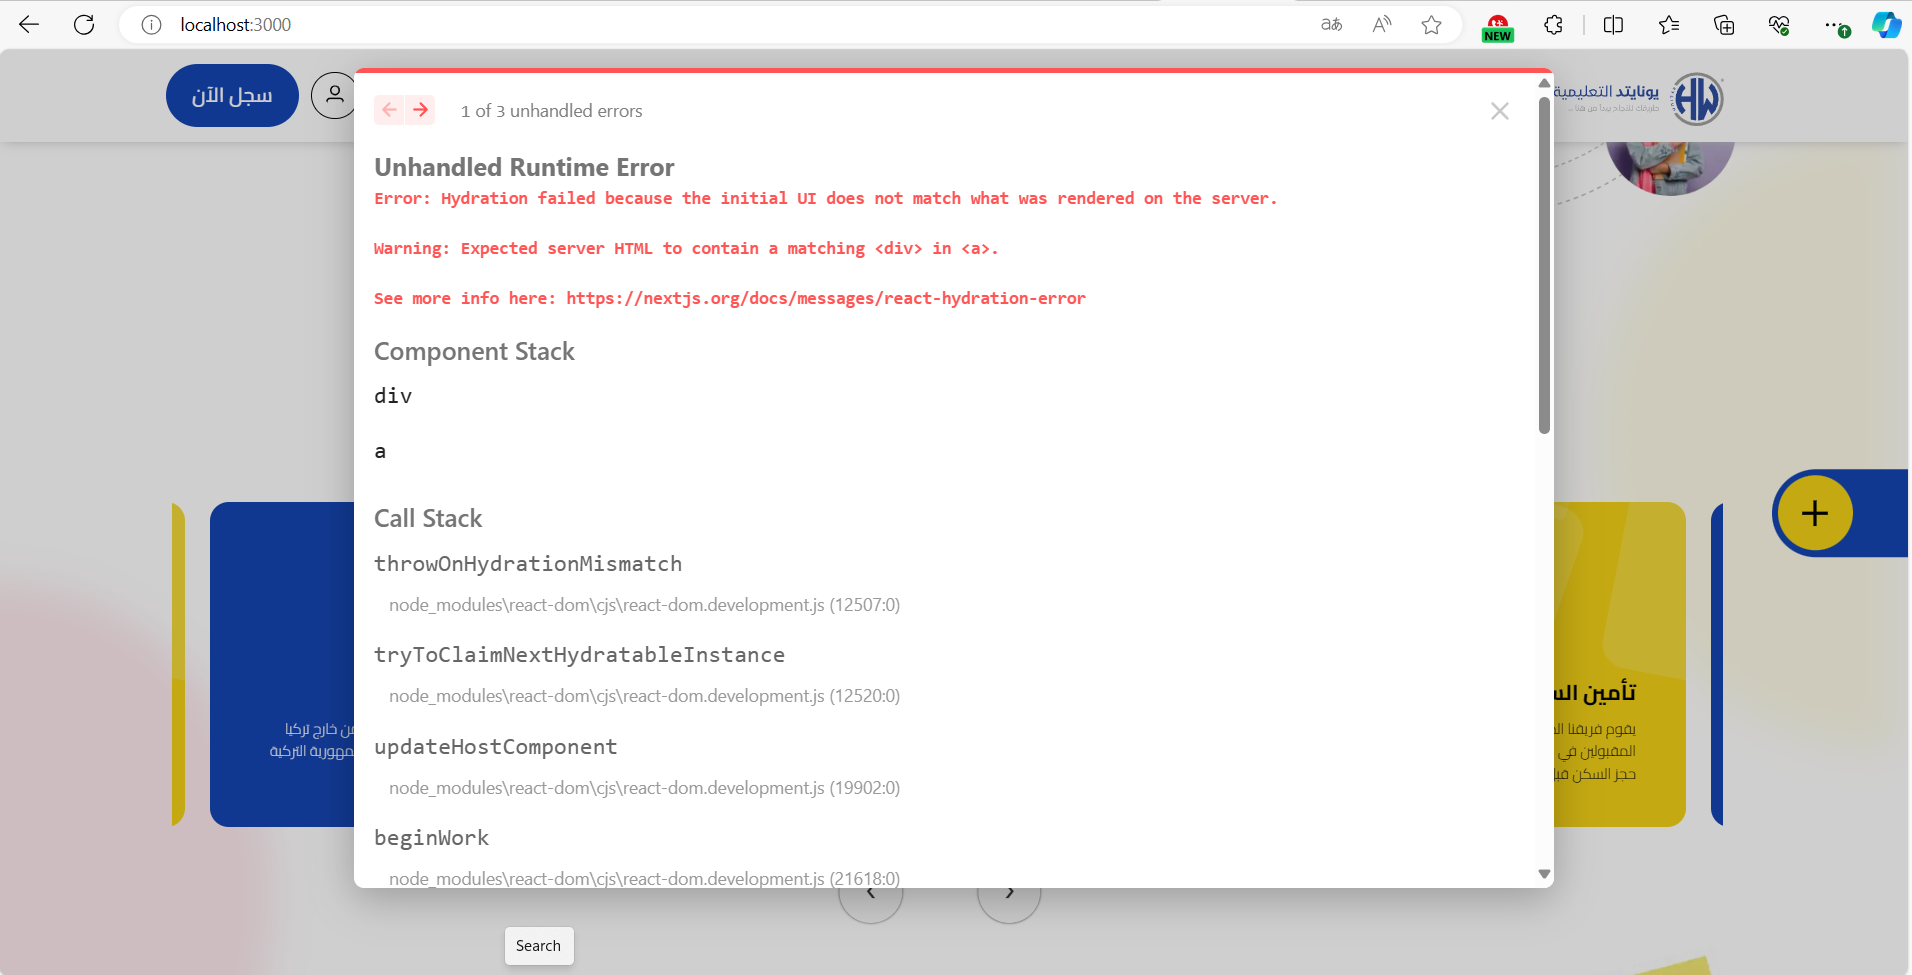 localhost:3000
NEW
سجل الآن
يونايتد التعليمية
HW
1 of 3 unhandled errors
Unhandled Runtime Error
Error: Hydration failed because the initial UI does not match what was rendered on the server.
Warning: Expected server HTML to contain a matching <div> in <a>.
See more info here: https://nextjs.org/docs/messages/react-hydration-error
Component Stack
div
a
Call Stack
throwOnHydrationMismatch
node_modules\react-dom\cjs\react-dom.development.js (12507:0)
tryToClaimNextHydratableInstance
node_modules\react-dom\cjs\react-dom.development.js (12520:0)
updateHostComponent
node_modules\react-dom\cjs\react-dom.development.js (19902:0)
beginWork
node_modules\react-dom\cjs\react-dom.development.js (21618:0)
تأمين الس
يقوم فريقنا
المقبولين في
حجز السكن قبل
من خارج تركيا
مهورية التركية
Search